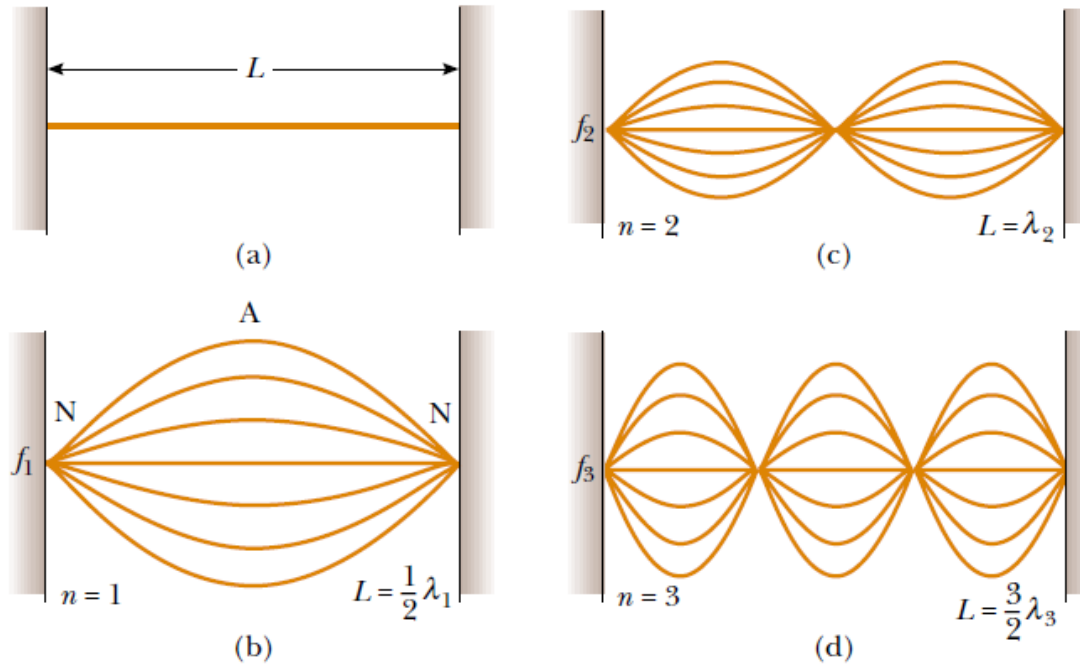 L
(a)
A
N
N
f₁
n = 1
L = 1/2 λ₁
(b)
f₂
n = 2
L = λ₂
(c)
f₃
n = 3
L = 3/2 λ₃
(d)